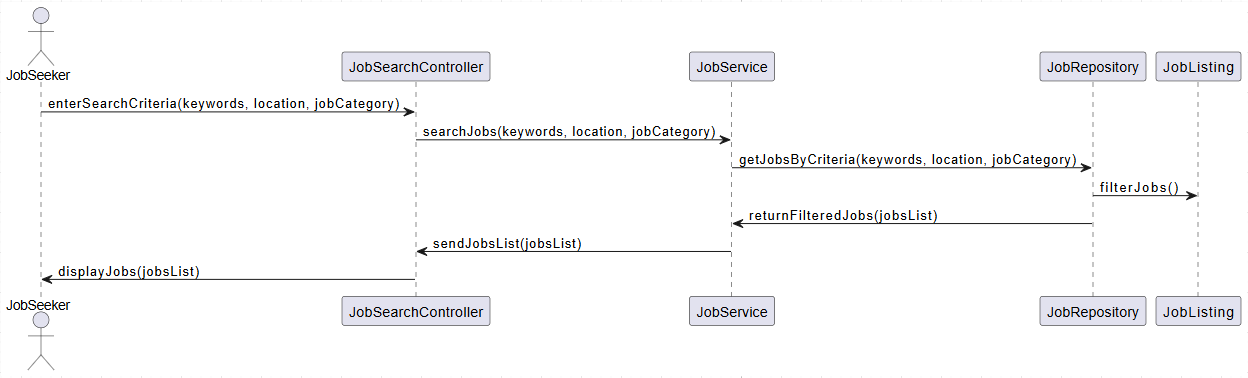 JobSeeker
JobSearchController
JobService
JobRepository
JobListing
enterSearchCriteria(keywords, location, jobCategory)
searchJobs(keywords, location, jobCategory)
getJobsByCriteria(keywords, location, jobCategory)
filterJobs()
returnFilteredJobs(jobsList)
sendJobsList(jobsList)
displayJobs(jobsList)
JobSeeker
JobSearchController
JobService
JobRepository
JobListing